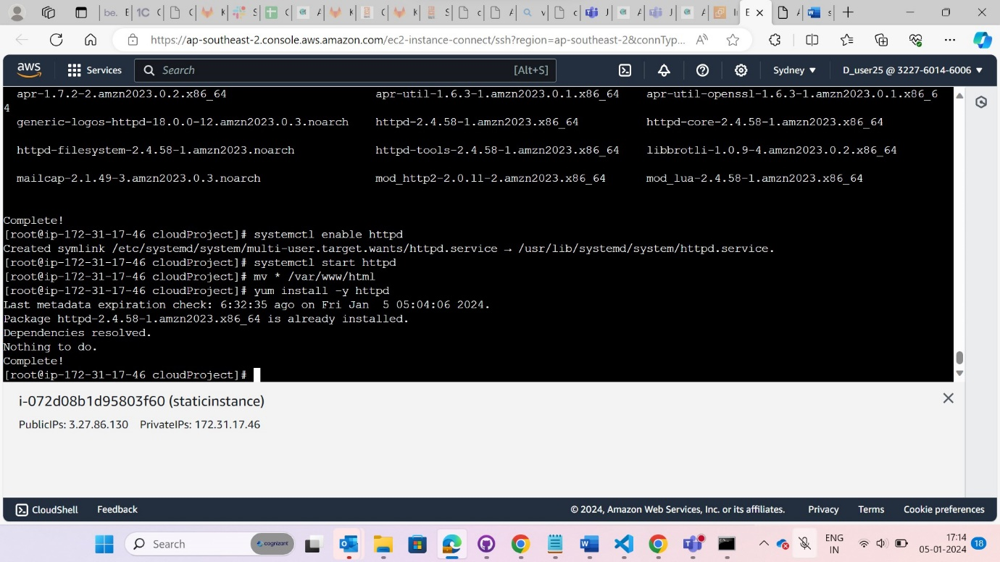 be.
1C
https://ap-southeast-2.console.aws.amazon.com/ec2-instance-connect/ssh?region=ap-southeast-2&connTyp...
aws
Services
Search
[Alt+S]
Sydney
D_user25 @ 3227-6014-6006
apr-1.7.2-2.amzn2023.0.2.x86_64 apr-util-1.6.3-1.amzn2023.0.1.x86_64 apr-util-openssl-1.6.3-1.amzn2023.0.1.x86_6
4
generic-logos-httpd-18.0.0-12.amzn2023.0.3.noarch httpd-2.4.58-1.amzn2023.x86_64 httpd-core-2.4.58-1.amzn2023.x86_64
httpd-filesystem-2.4.58-1.amzn2023.noarch httpd-tools-2.4.58-1.amzn2023.x86_64 libbrotli-1.0.9-4.amzn2023.0.2.x86_64
mailcap-2.1.49-3.amzn2023.0.3.noarch mod_http2-2.0.11-2.amzn2023.x86_64 mod_lua-2.4.58-1.amzn2023.x86_64
Complete!
[root@ip-172-31-17-46 cloudProject]# systemctl enable httpd
Created symlink /etc/systemd/system/multi-user.target.wants/httpd.service → /usr/lib/systemd/system/httpd.service.
[root@ip-172-31-17-46 cloudProject]# systemctl start httpd
[root@ip-172-31-17-46 cloudProject]# mv * /var/www/html
[root@ip-172-31-17-46 cloudProject]# yum install -y httpd
Last metadata expiration check: 6:32:35 ago on Fri Jan  5 05:04:06 2024.
Package httpd-2.4.58-1.amzn2023.x86_64 is already installed.
Dependencies resolved.
Nothing to do.
Complete!
[root@ip-172-31-17-46 cloudProject]#
i-072d08b1d95803f60 (staticinstance)
PublicIPs: 3.27.86.130 PrivateIPs: 172.31.17.46
CloudShell Feedback © 2024, Amazon Web Services, Inc. or its affiliates. Privacy Terms Cookie preferences
Search
cognizant
ENG
IN
17:14
05-01-2024
18